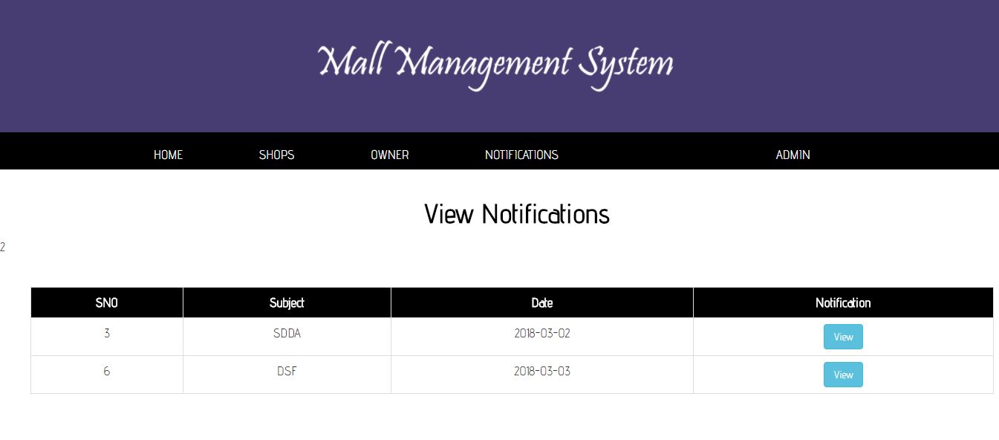 Mall Management System
HOME SHOPS OWNER NOTIFICATIONS ADMIN
View Notifications
2
SNO Subject Date Notification
3 SDDA 2018-03-02 View
6 DSF 2018-03-03 View